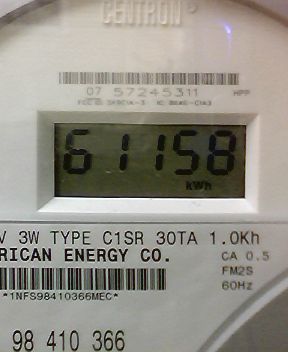 CENTRON®
07 57245311 HPP
61158
kWh
V 3W TYPE C1SR 30TA 1.0Kh
RICAN ENERGY CO. CA 0.5
FM2S
*1NFS98410366MEC* 60Hz
98 410 366